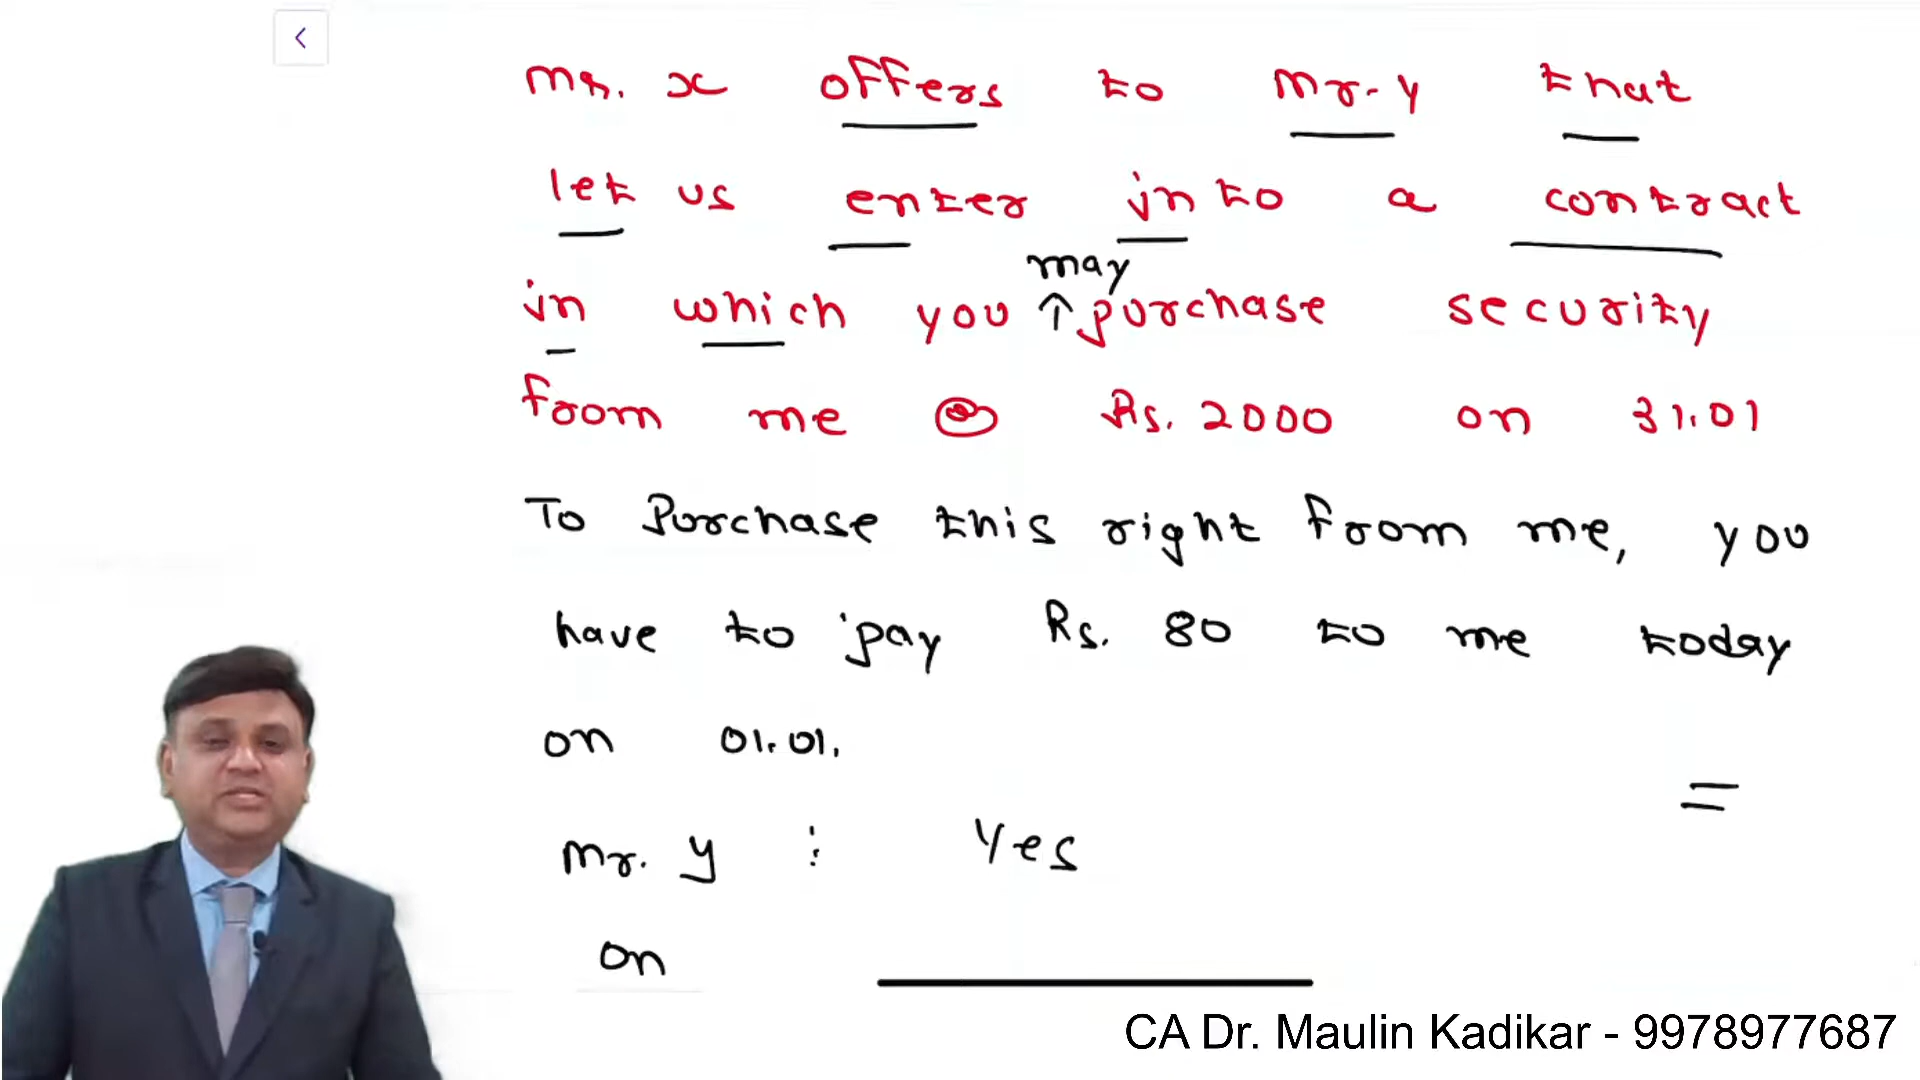 Mr. x offers to Mr. y that
let us enter into a contract
in which you may purchase security
from me @ Rs. 2000 on 31.01
To Purchase this right from me, you
have to pay Rs. 80 to me today
on 01.01.
=
Mr. y : Yes
on
CA Dr. Maulin Kadikar - 9978977687